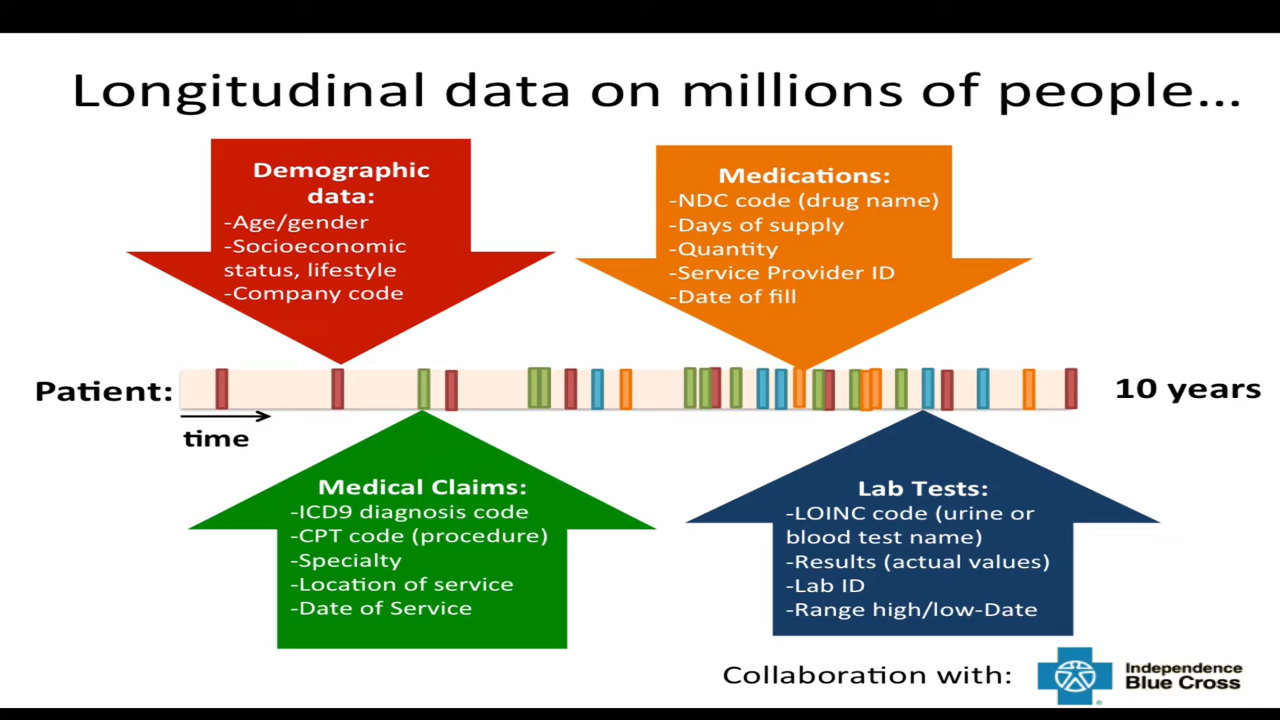 Longitudinal data on millions of people...
Demographic
data:
-Age/gender
-Socioeconomic
status, lifestyle
-Company code
Medications:
-NDC code (drug name)
-Days of supply
-Quantity
-Service Provider ID
-Date of fill
Patient:
10 years
time
Medical Claims:
-ICD9 diagnosis code
-CPT code (procedure)
-Specialty
-Location of service
-Date of Service
Lab Tests:
-LOINC code (urine or
blood test name)
-Results (actual values)
-Lab ID
-Range high/low-Date
Collaboration with:
Independence
Blue Cross